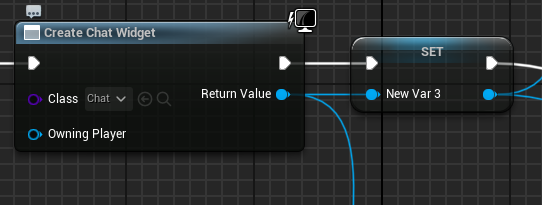 Create Chat Widget
SET
Class Chat
Return Value
New Var 3
Owning Player